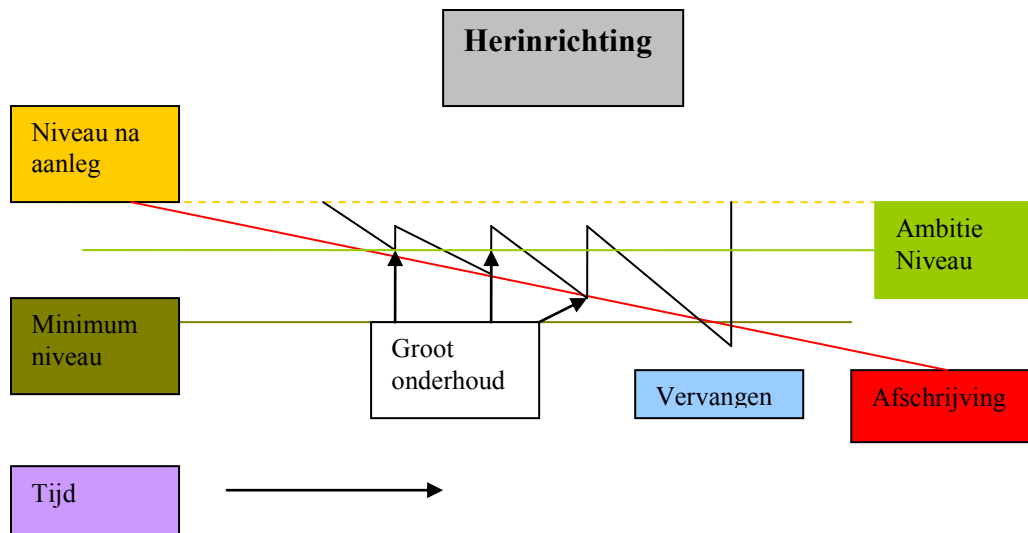 Herinrichting
Niveau na
aanleg
Ambitie
Niveau
Minimum
niveau
Groot
onderhoud
Vervangen
Afschrijving
Tijd